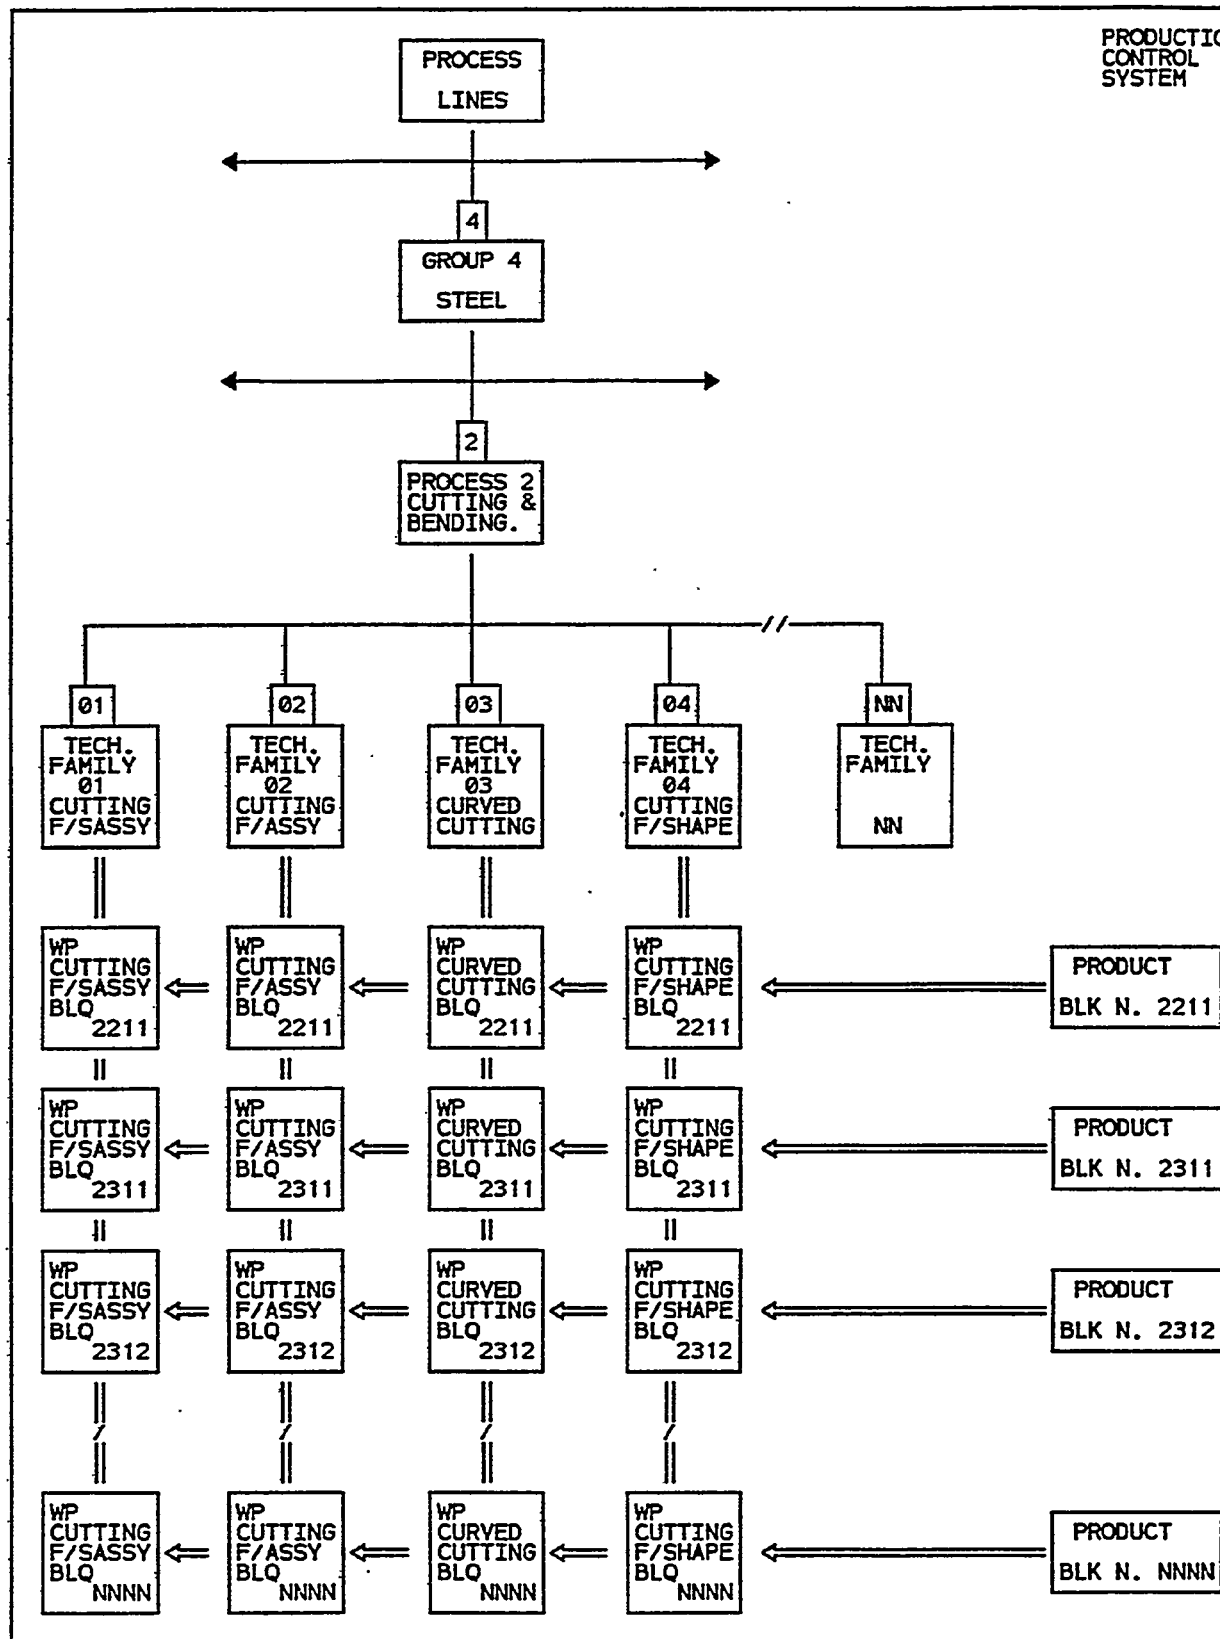 PRODUCTIO
CONTROL
SYSTEM
PROCESS
LINES
4
GROUP 4
STEEL
2
PROCESS 2
CUTTING &
BENDING.
//
01
02
03
04
NN
TECH.
FAMILY
01
CUTTING
F/SASSY
TECH.
FAMILY
02
CUTTING
F/ASSY
TECH.
FAMILY
03
CURVED
CUTTING
TECH.
FAMILY
04
CUTTING
F/SHAPE
TECH.
FAMILY
NN
WP
CUTTING
F/SASSY
BLQ
2211
WP
CUTTING
F/ASSY
BLQ
2211
WP
CURVED
CUTTING
BLQ
2211
WP
CUTTING
F/SHAPE
BLQ
2211
PRODUCT
BLK N. 2211
WP
CUTTING
F/SASSY
BLQ
2311
WP
CUTTING
F/ASSY
BLQ
2311
WP
CURVED
CUTTING
BLQ
2311
WP
CUTTING
F/SHAPE
BLQ
2311
PRODUCT
BLK N. 2311
WP
CUTTING
F/SASSY
BLQ
2312
WP
CUTTING
F/ASSY
BLQ
2312
WP
CURVED
CUTTING
BLQ
2312
WP
CUTTING
F/SHAPE
BLQ
2312
PRODUCT
BLK N. 2312
WP
CUTTING
F/SASSY
BLQ
NNNN
WP
CUTTING
F/ASSY
BLQ
NNNN
WP
CURVED
CUTTING
BLQ
NNNN
WP
CUTTING
F/SHAPE
BLQ
NNNN
PRODUCT
BLK N. NNNN